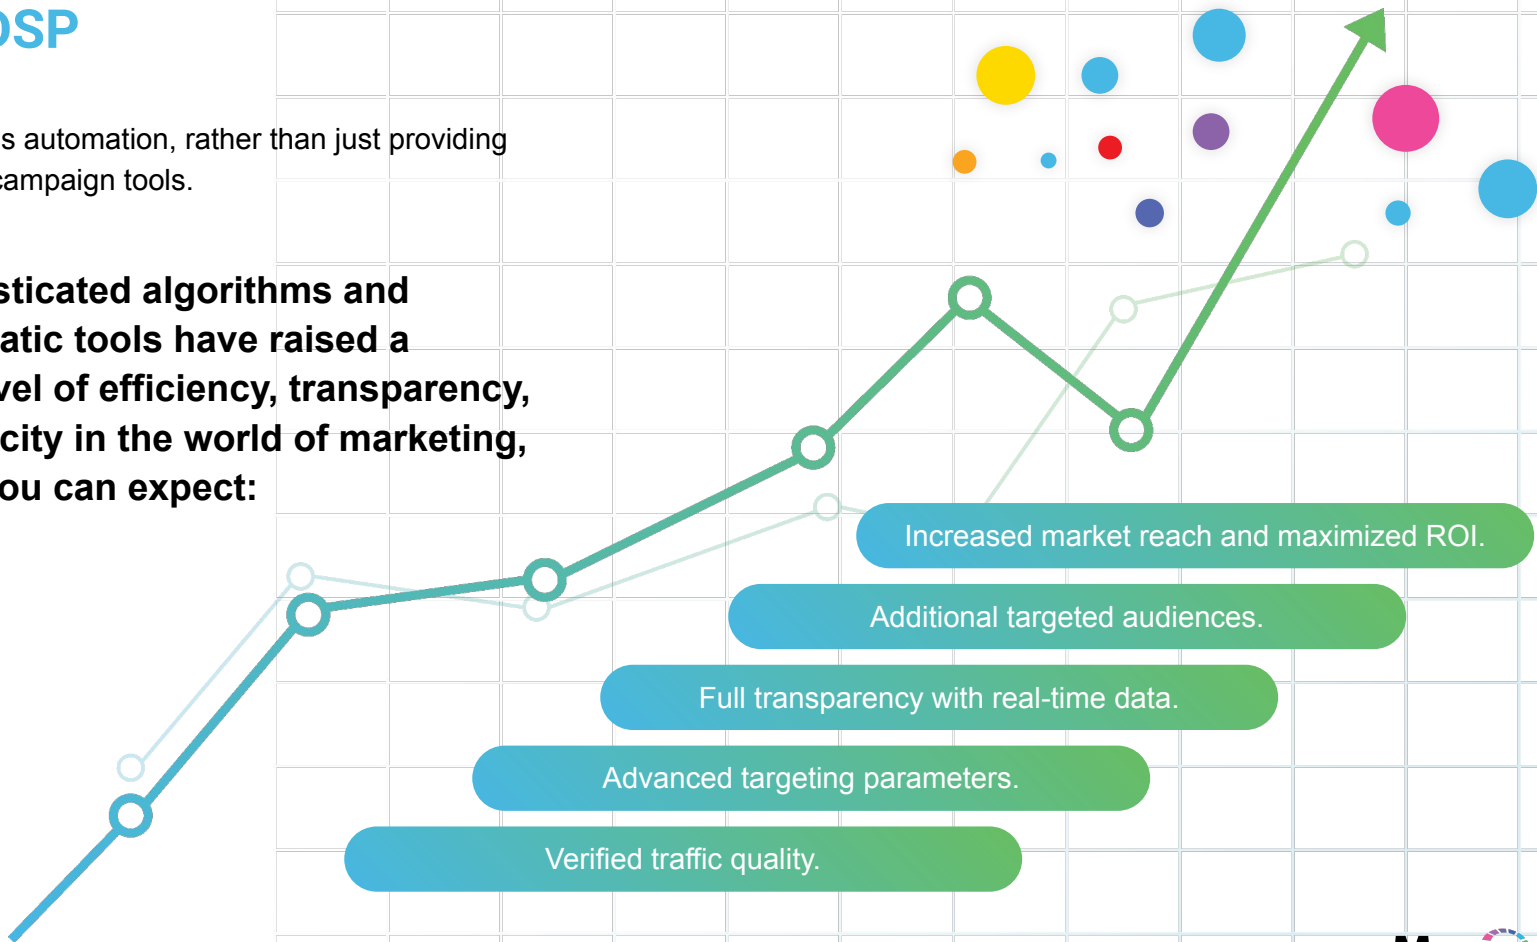 DSP
s automation, rather than just providing
campaign tools.
sticated algorithms and
atic tools have raised a
vel of efficiency, transparency,
city in the world of marketing,
ou can expect:
Increased market reach and maximized ROI.
Additional targeted audiences.
Full transparency with real-time data.
Advanced targeting parameters.
Verified traffic quality.